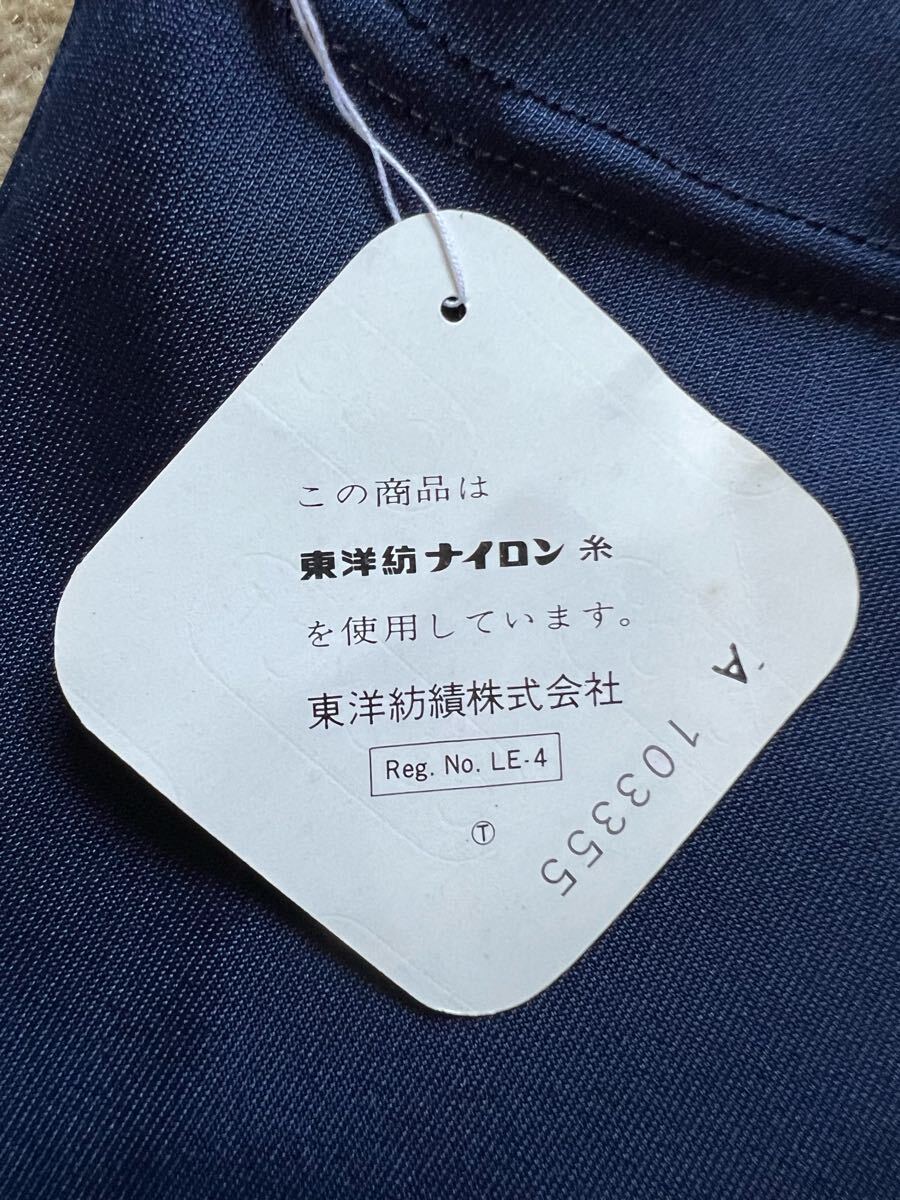 この商品は
東洋紡ナイロン 糸
を使用しています。
東洋紡績株式会社
Reg. No. LE-4
Ⓣ
A 103355